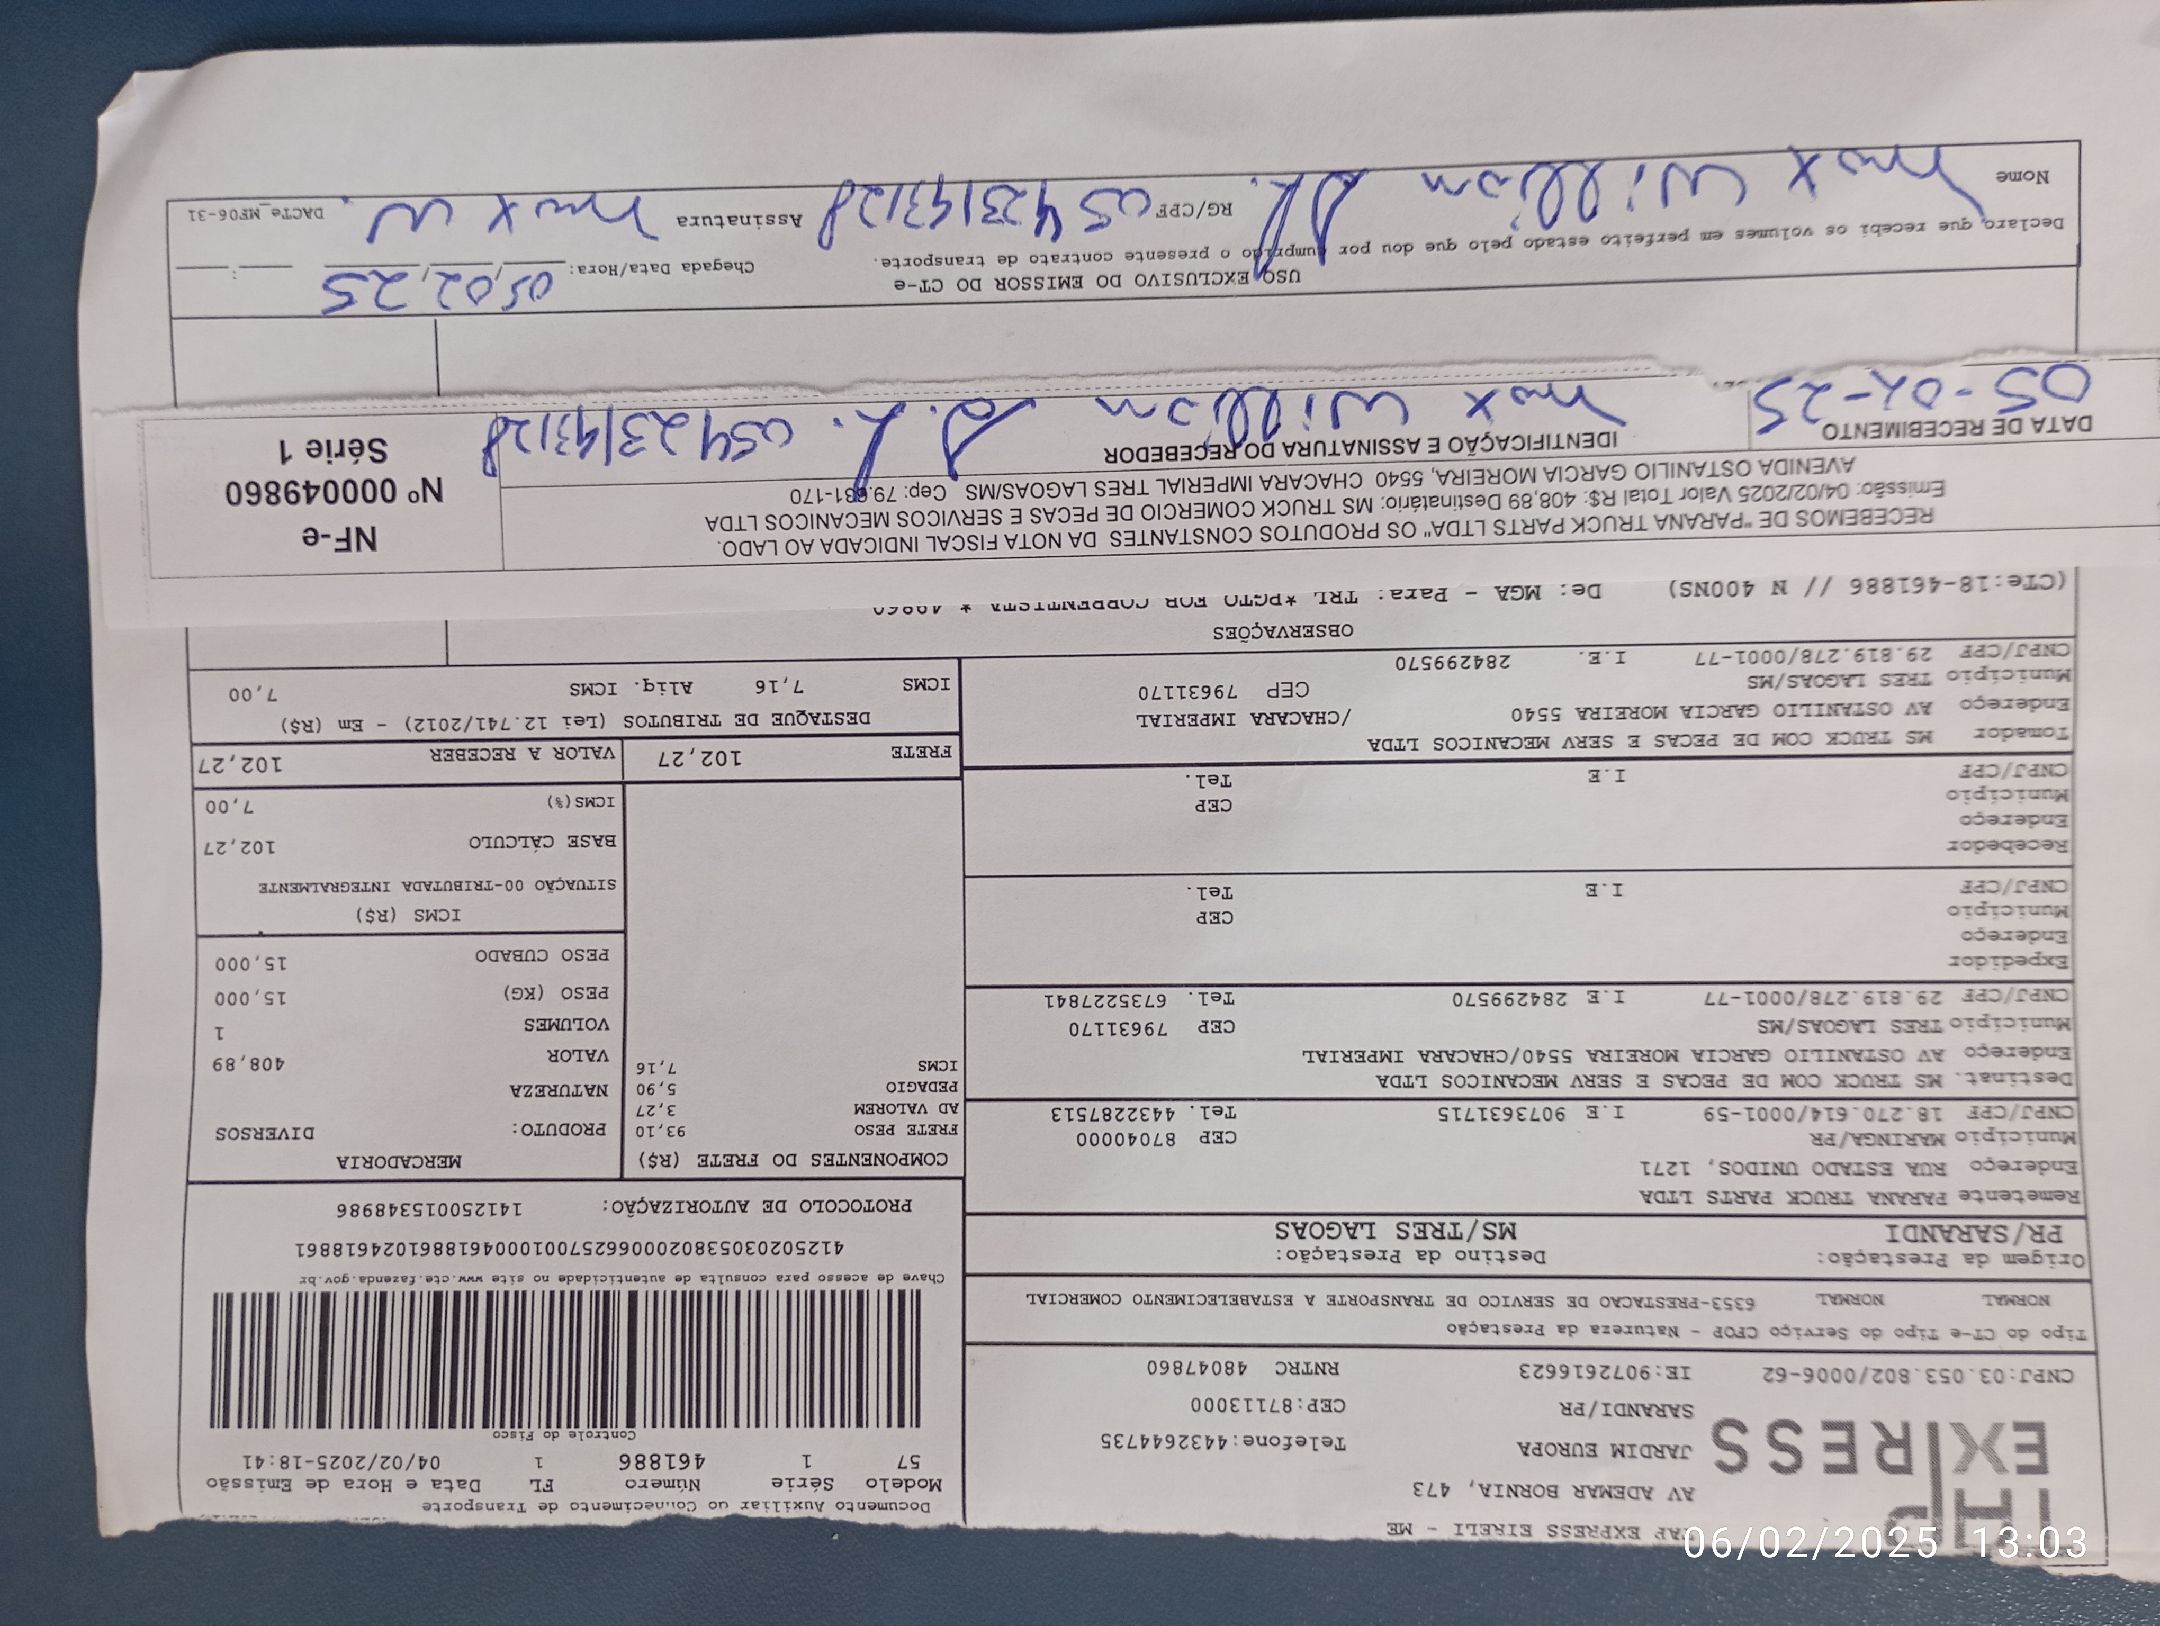 Documento Auxiliar do Conhecimento de Transporte
Modelo Série Número FL Data e Hora de Emissão
57 1 461886 1 04/02/2025-18:41
Controle do Fisco
EXPRESS EIRELI - ME
AV ADEMAR BORNIA, 473
JARDIM EUROPA Telefone:4432644735
SARANDI/PR CEP:87113000
CNPJ:03.053.802/0006-62 IE:9072616623 RNTRC 48047860
EXPRESS
Tipo do CT-e Tipo do Serviço CFOP - Natureza da Prestação
NORMAL NORMAL 6353-PRESTACAO DE SERVICO DE TRANSPORTE A ESTABELECIMENTO COMERCIAL
Chave de acesso para consulta de autenticidade no site www.cte.fazenda.gov.br
Origem da Prestação: Destino da Prestação:
PR/SARANDI MS/TRES LAGOAS
PROTOCOLO DE AUTORIZAÇÃO: 141250015348986
Remetente PARANA TRUCK PARTS LTDA
Endereço RUA ESTADO UNIDOS, 1271
Município MARINGA/PR CEP 87040000
CNPJ/CPF 18.270.614/0001-59 I.E 9073631715 Tel. 4432287513
Destinat. MS TRUCK COM DE PECAS E SERV MECANICOS LTDA
Endereço AV OSTANILIO GARCIA MOREIRA 5540/CHACARA IMPERIAL
Município TRES LAGOAS/MS CEP 79631170
CNPJ/CPF 29.819.278/0001-77 I.E 284299570 Tel. 6735227841
Expedidor
Endereço
Município CEP
CNPJ/CPF I.E Tel.
Recebedor
Endereço
Município CEP
CNPJ/CPF I.E Tel.
Tomador MS TRUCK COM DE PECAS E SERV MECANICOS LTDA
Endereço AV OSTANILIO GARCIA MOREIRA 5540 /CHACARA IMPERIAL
Município TRES LAGOAS/MS CEP 79631170
CNPJ/CPF 29.819.278/0001-77 I.E. 284299570
COMPONENTES DO FRETE (R$)
FRETE PESO 93,10
AD VALOREM 3,27
PEDAGIO 5,90
ICMS 7,16
MERCADORIA
PRODUTO: DIVERSOS
NATUREZA
VALOR 408,89
VOLUMES 1
PESO (KG) 15,000
PESO CUBADO 15,000
ICMS (R$)
SITUAÇÃO 00-TRIBUTADA INTEGRALMENTE
BASE CÁLCULO 102,27
ICMS(%) 7,00
FRETE 102,27 VALOR A RECEBER 102,27
DESTAQUE DE TRIBUTOS (Lei 12.741/2012) - Em (R$)
ICMS 7,16 Aliq. ICMS 7,00
OBSERVAÇÕES
(CTe:18-461886 // N 400NS) De: MGA - Para: TRL *PGTO FOR CORRENTISTA * 49860
RECEBEMOS DE "PARANA TRUCK PARTS LTDA" OS PRODUTOS CONSTANTES DA NOTA FISCAL INDICADA AO LADO.
Emissão: 04/02/2025 Valor Total R$: 408,89 Destinatário: MS TRUCK COMERCIO DE PECAS E SERVICOS MECANICOS LTDA
AVENIDA OSTANILIO GARCIA MOREIRA, 5540 CHACARA IMPERIAL TRES LAGOAS/MS Cep: 79.631-170
DATA DE RECEBIMENTO IDENTIFICAÇÃO E ASSINATURA DO RECEBEDOR
05-02-25 max Willian
NF-e
Nº 000049860
Série 1
USO EXCLUSIVO DO EMISSOR DO CT-e
Chegada Data/Hora: 05,02,25
Declaro que recebi os volumes em perfeito estado pelo que dou por cumprido o presente contrato de transporte.
Nome max Willian RG/CPF Assinatura max W. DACTe_MF06-31
06/02/2025 13:03